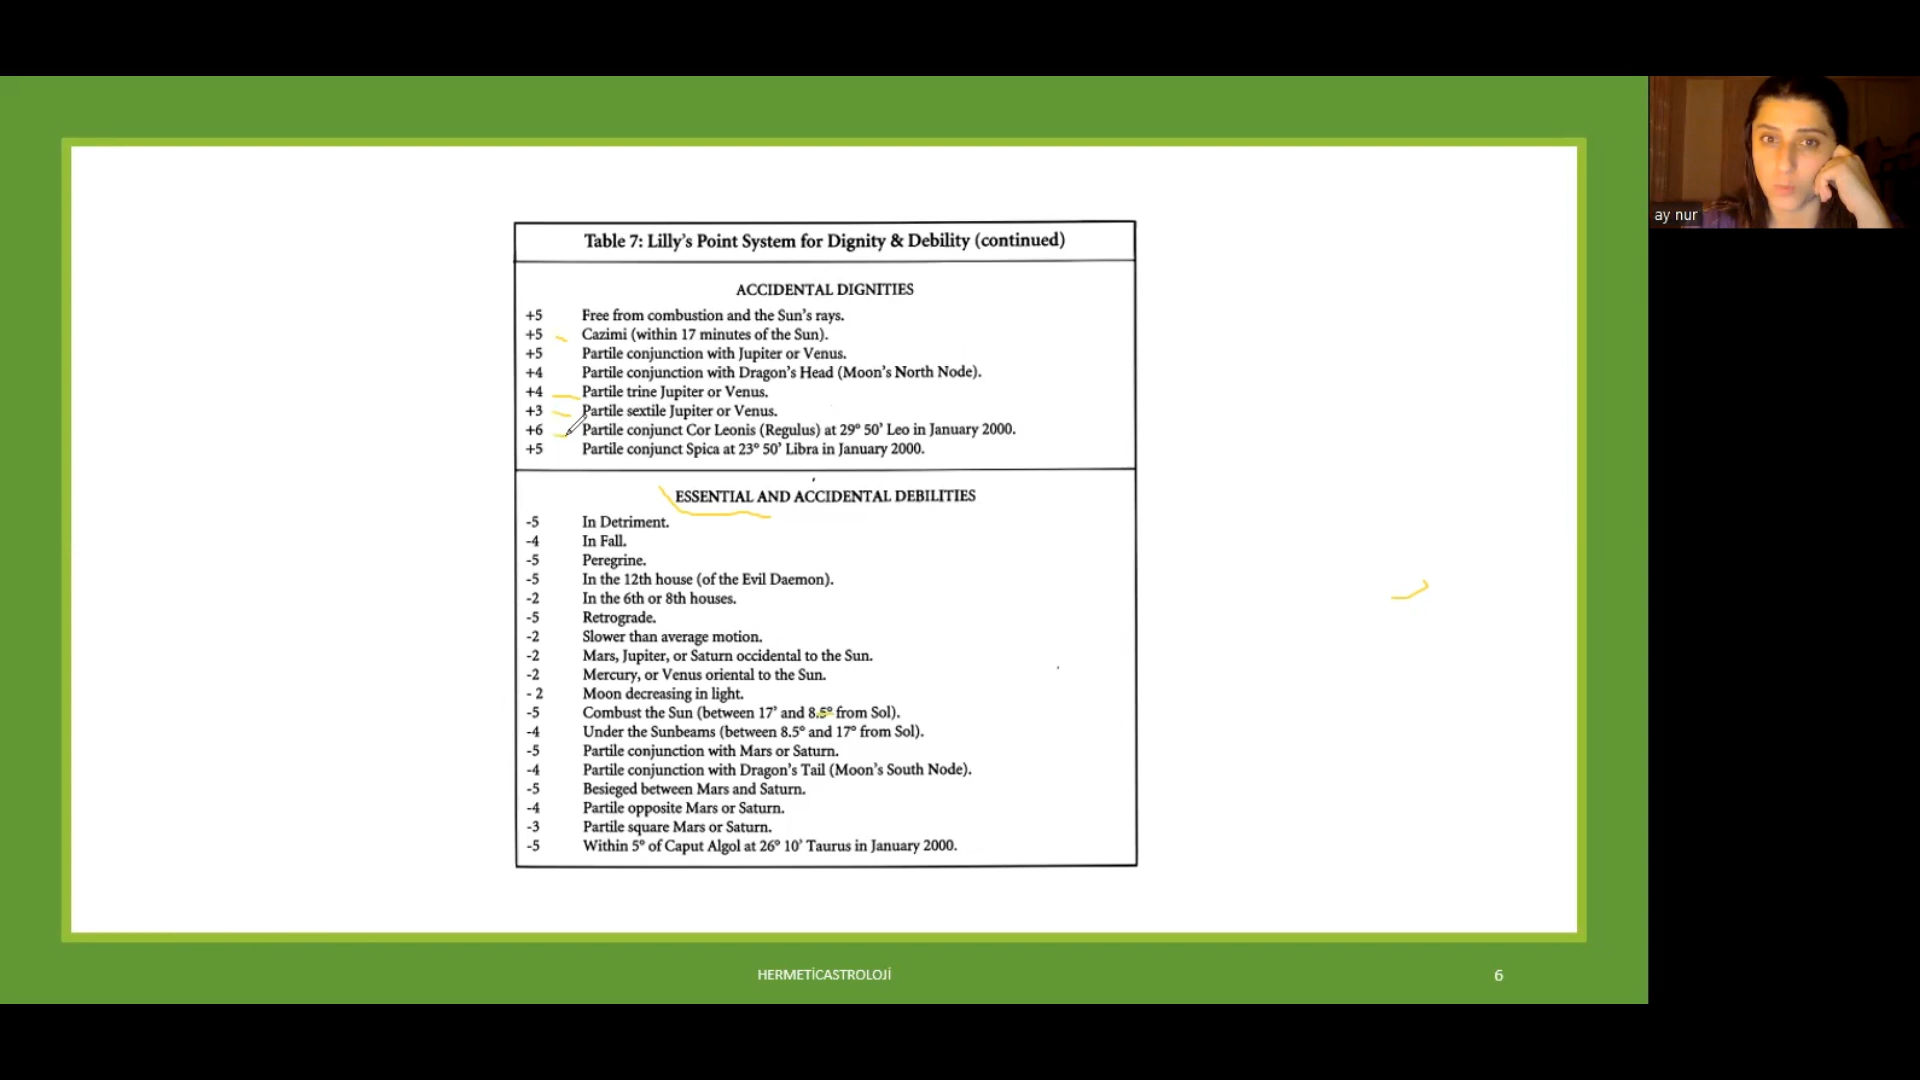 Table 7: Lilly's Point System for Dignity & Debility (continued)
ACCIDENTAL DIGNITIES
+5 Free from combustion and the Sun's rays.
+5 Cazimi (within 17 minutes of the Sun).
+5 Partile conjunction with Jupiter or Venus.
+4 Partile conjunction with Dragon's Head (Moon's North Node).
+4 Partile trine Jupiter or Venus.
+3 Partile sextile Jupiter or Venus.
+6 Partile conjunct Cor Leonis (Regulus) at 29° 50' Leo in January 2000.
+5 Partile conjunct Spica at 23° 50' Libra in January 2000.
ESSENTIAL AND ACCIDENTAL DEBILITIES
-5 In Detriment.
-4 In Fall.
-5 Peregrine.
-5 In the 12th house (of the Evil Daemon).
-2 In the 6th or 8th houses.
-5 Retrograde.
-2 Slower than average motion.
-2 Mars, Jupiter, or Saturn occidental to the Sun.
-2 Mercury, or Venus oriental to the Sun.
- 2 Moon decreasing in light.
-5 Combust the Sun (between 17' and 8.5° from Sol).
-4 Under the Sunbeams (between 8.5° and 17° from Sol).
-5 Partile conjunction with Mars or Saturn.
-4 Partile conjunction with Dragon's Tail (Moon's South Node).
-5 Besieged between Mars and Saturn.
-4 Partile opposite Mars or Saturn.
-3 Partile square Mars or Saturn.
-5 Within 5° of Caput Algol at 26° 10' Taurus in January 2000.
HERMETİCASTROLOJİ
6
ay nur